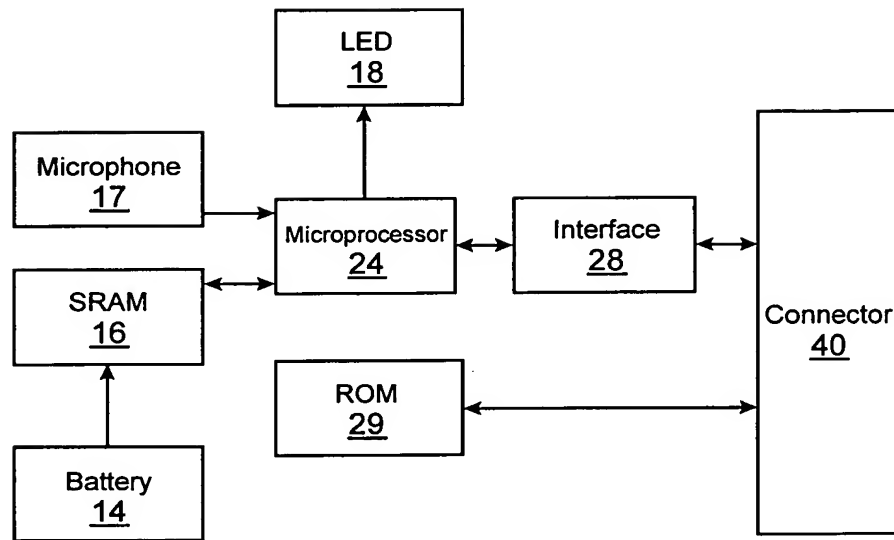 LED
18
Microphone
17
Microprocessor
24
Interface
28
SRAM
16
Connector
40
ROM
29
Battery
14